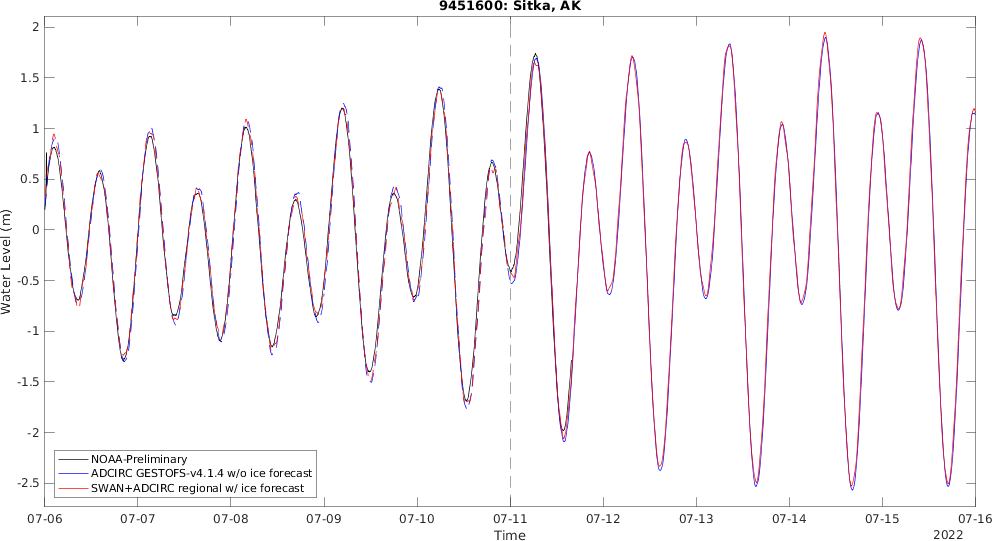 9451600: Sitka, AK
Water Level (m)
2
1.5
1
0.5
0
-0.5
-1
-1.5
-2
-2.5
NOAA-Preliminary
ADCIRC GESTOFS-v4.1.4 w/o ice forecast
SWAN+ADCIRC regional w/ ice forecast
07-06 07-07 07-08 07-09 07-10 07-11 07-12 07-13 07-14 07-15 07-16
Time
2022